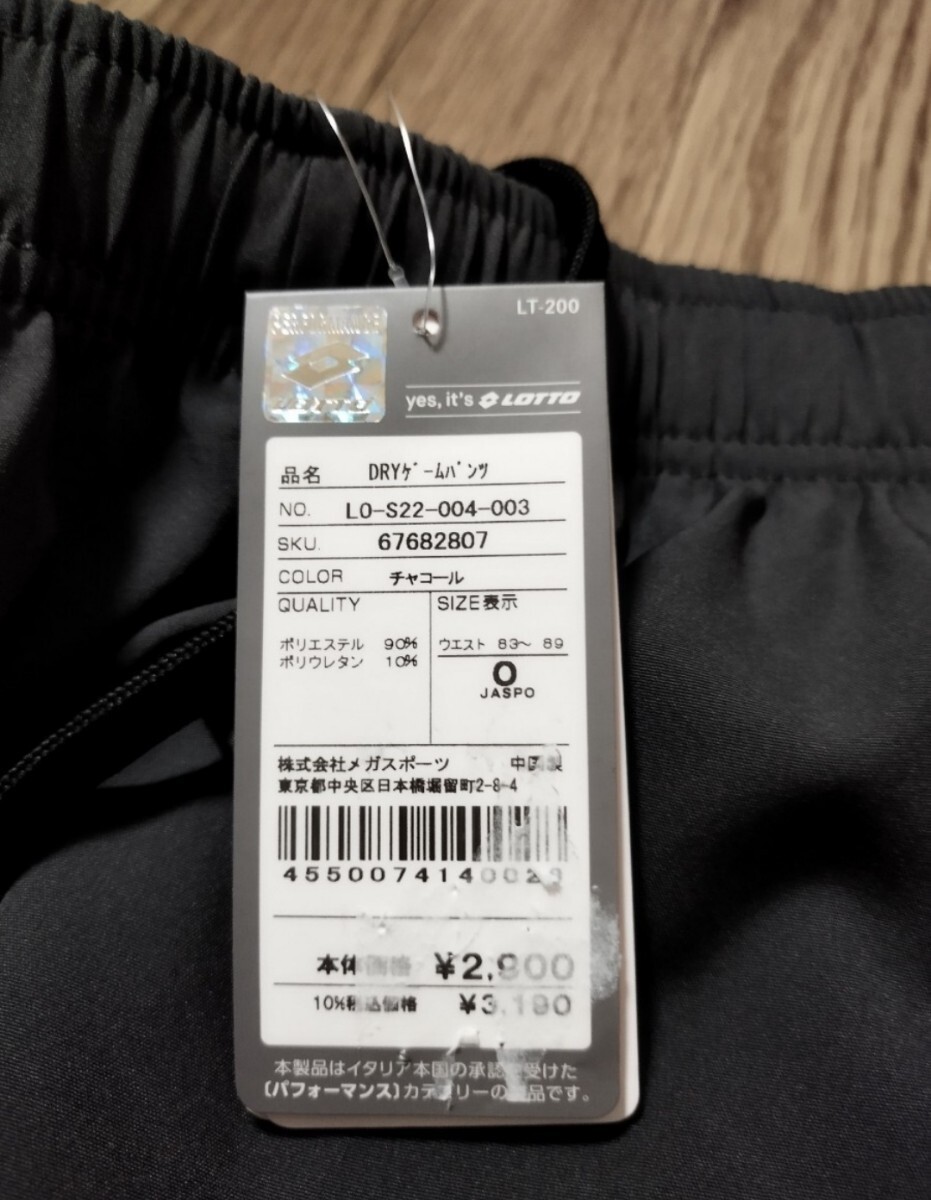 LT-200
PERFORMANCE
yes, it's LOTTO
品名 DRYｹﾞｰﾑﾊﾟﾝﾂ
NO. LO-S22-004-003
SKU. 67682807
COLOR チャコール
QUALITY
ポリエステル 90%
ポリウレタン 10%
SIZE表示
ウエスト 83〜 89
O
JASPO
株式会社メガスポーツ 中国製
東京都中央区日本橋堀留町2-8-4
4550074140023
本体価格 ¥2,900
10%税込価格 ¥3,190
本製品はイタリア本国の承認を受けた
〔パフォーマンス〕カテゴリーの商品です。